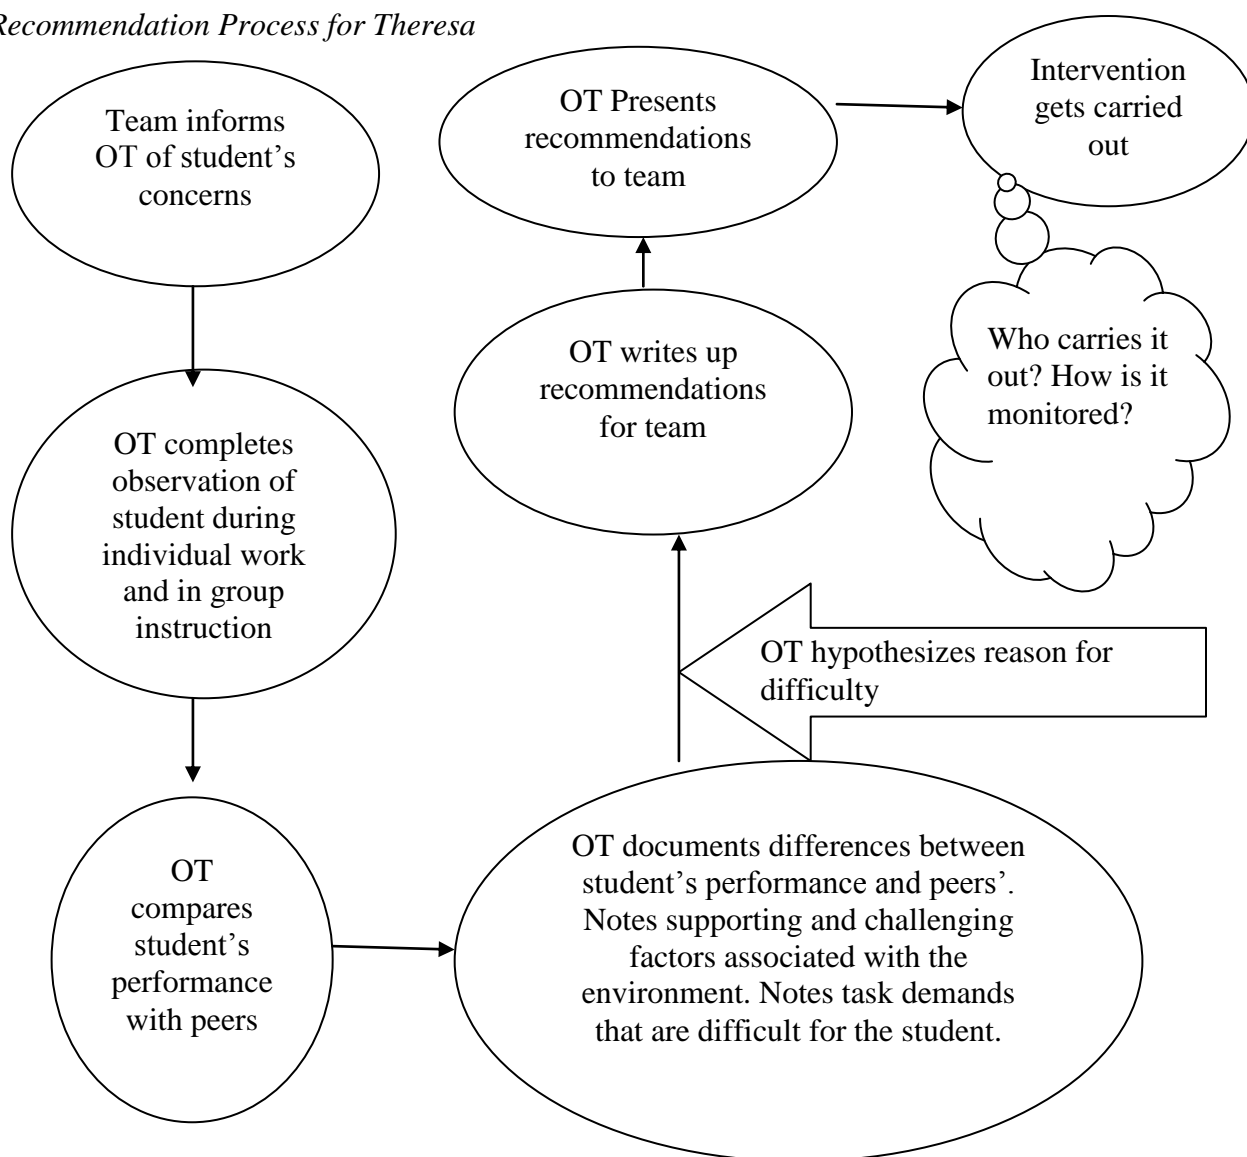 Recommendation Process for Theresa
Team informs
OT of student’s
concerns
OT completes
observation of
student during
individual work
and in group
instruction
OT
compares
student’s
performance
with peers
OT documents differences between
student’s performance and peers’.
Notes supporting and challenging
factors associated with the
environment. Notes task demands
that are difficult for the student.
OT hypothesizes reason for
difficulty
OT writes up
recommendations
for team
OT Presents
recommendations
to team
Intervention
gets carried
out
Who carries it
out? How is it
monitored?